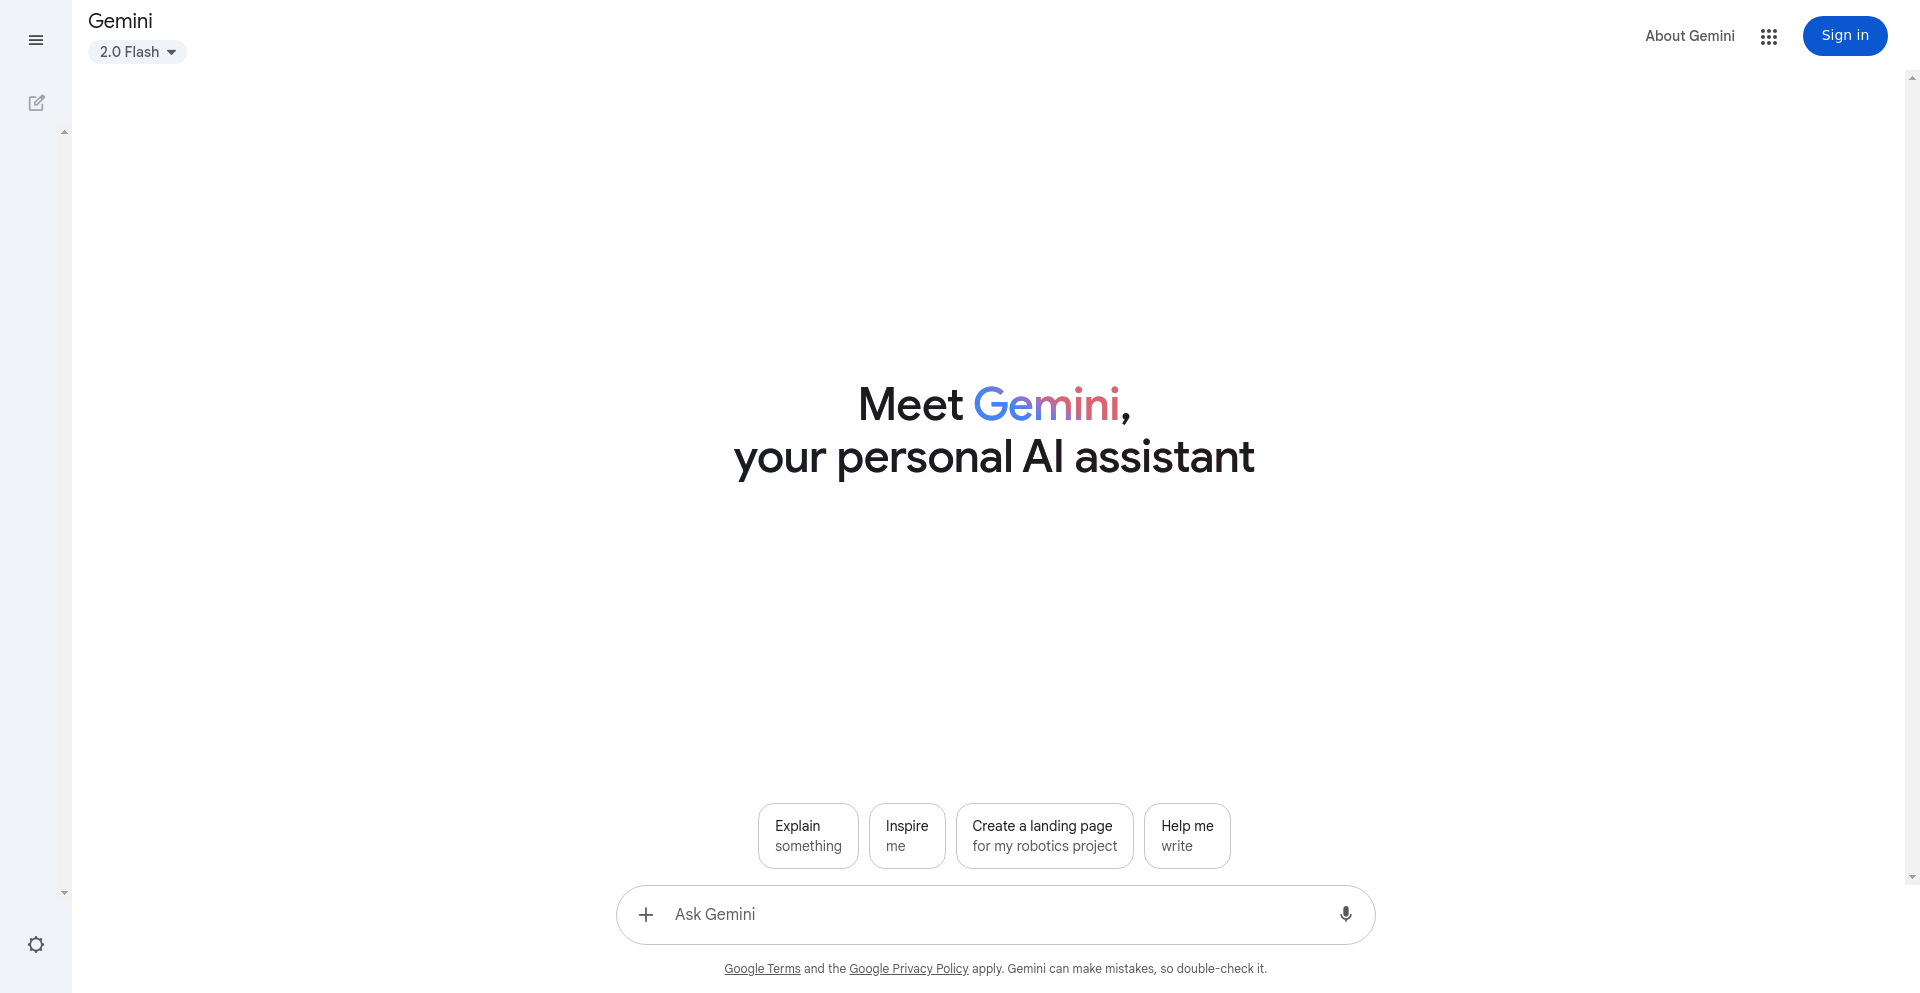 Gemini
2.0 Flash
About Gemini
Sign in
Meet Gemini,
your personal AI assistant
Explain
something
Inspire
me
Create a landing page
for my robotics project
Help me
write
Ask Gemini
Google Terms and the Google Privacy Policy apply. Gemini can make mistakes, so double-check it.